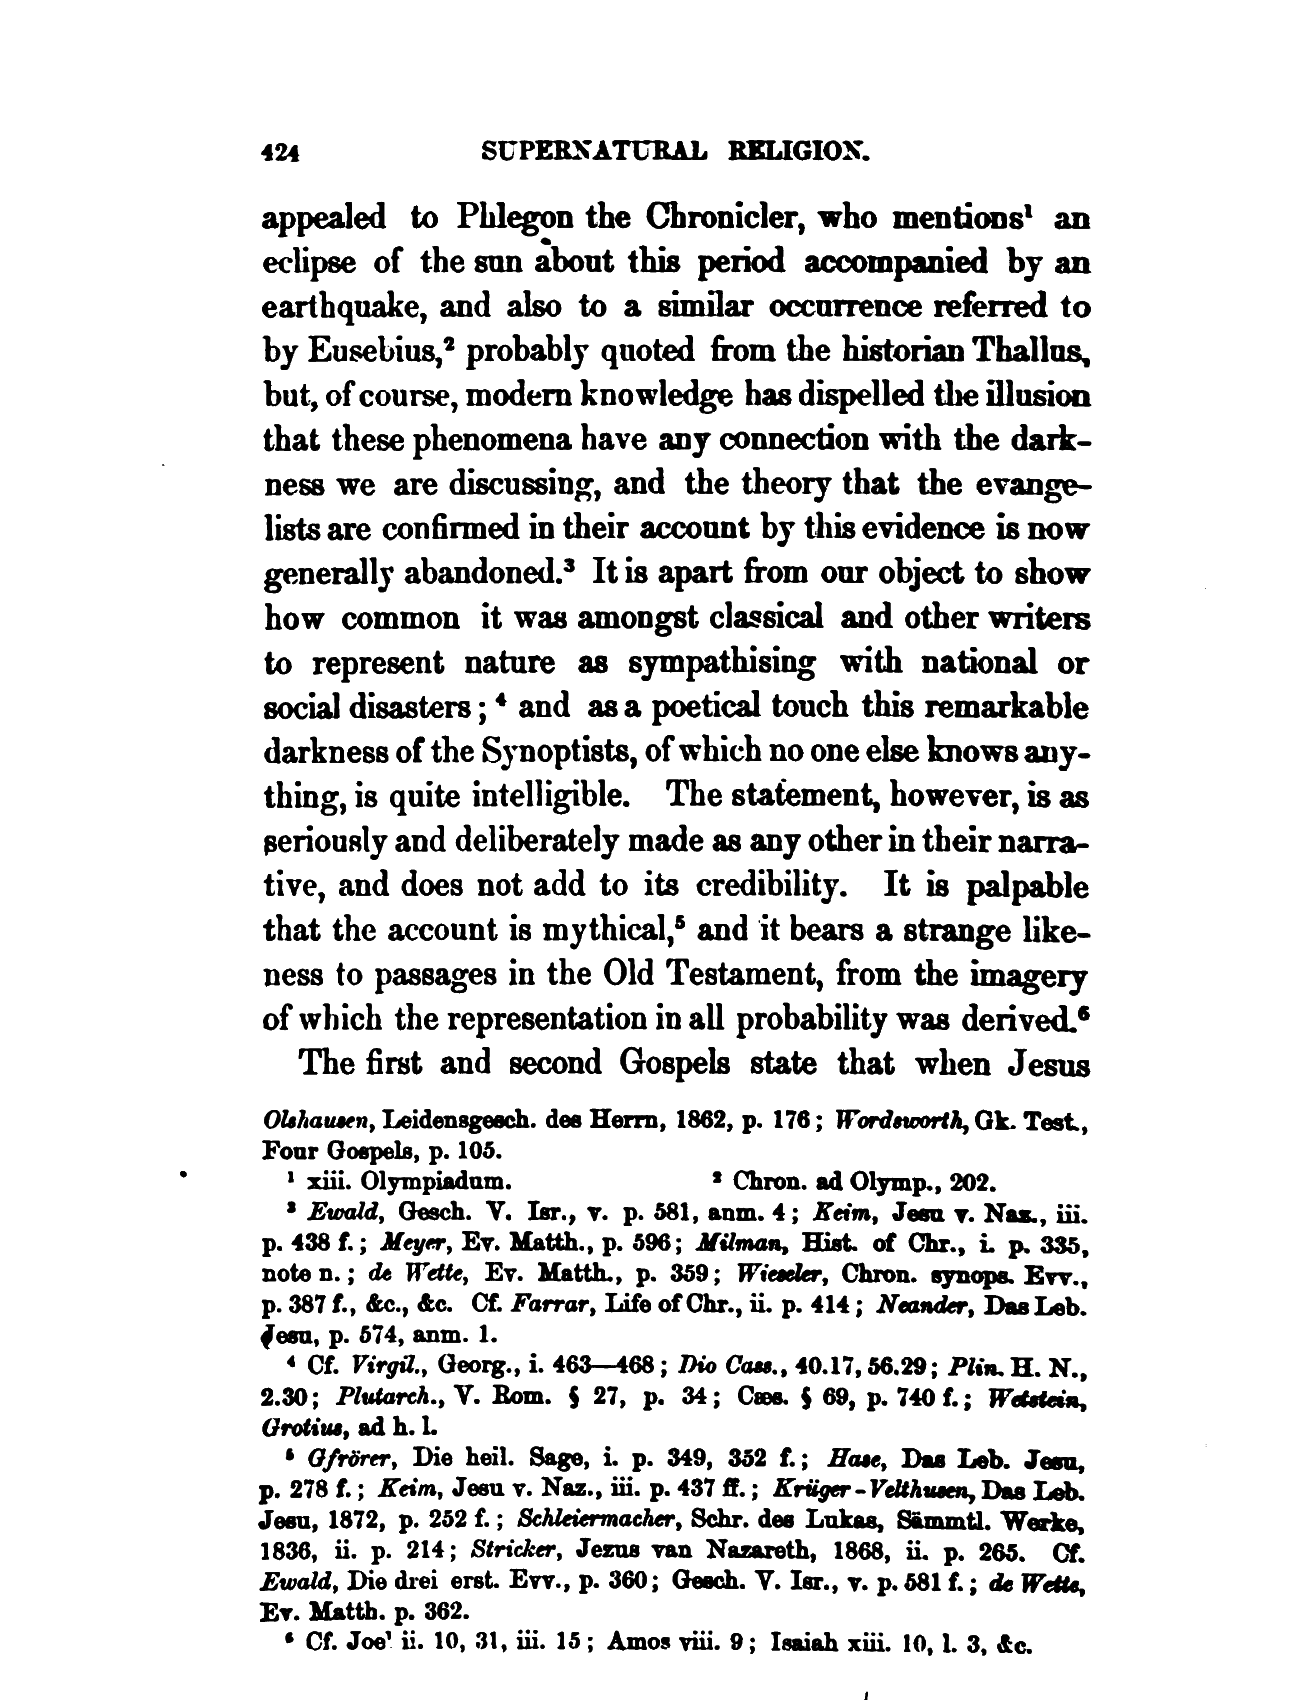 424 SUPERNATURAL RELIGION.
appealed to Phlegon the Chronicler, who mentions¹ an
eclipse of the sun about this period accompanied by an
earthquake, and also to a similar occurrence referred to
by Eusebius,² probably quoted from the historian Thallus,
but, of course, modern knowledge has dispelled the illusion
that these phenomena have any connection with the dark-
ness we are discussing, and the theory that the evange-
lists are confirmed in their account by this evidence is now
generally abandoned.³ It is apart from our object to show
how common it was amongst classical and other writers
to represent nature as sympathising with national or
social disasters ; ⁴ and as a poetical touch this remarkable
darkness of the Synoptists, of which no one else knows any-
thing, is quite intelligible. The statement, however, is as
seriously and deliberately made as any other in their narra-
tive, and does not add to its credibility. It is palpable
that the account is mythical,⁵ and it bears a strange like-
ness to passages in the Old Testament, from the imagery
of which the representation in all probability was derived.⁶
The first and second Gospels state that when Jesus
Olshausen, Leidensgesch. des Herrn, 1862, p. 176 ; Wordsworth, Gk. Test.,
Four Gospels, p. 105.
¹ xiii. Olympiadum. ² Chron. ad Olymp., 202.
³ Ewald, Gesch. V. Isr., v. p. 581, anm. 4 ; Keim, Jesu v. Naz., iii.
p. 438 f. ; Meyer, Ev. Matth., p. 596 ; Milman, Hist. of Chr., i. p. 335,
note n. ; de Wette, Ev. Matth., p. 359 ; Wieseler, Chron. synops. Evv.,
p. 387 f., &c., &c. Cf. Farrar, Life of Chr., ii. p. 414 ; Neander, Das Leb.
Jesu, p. 574, anm. 1.
⁴ Cf. Virgil., Georg., i. 463—468 ; Dio Cass., 40.17, 56.29 ; Plin. H. N.,
2.30 ; Plutarch., V. Rom. § 27, p. 34 ; Cæs. § 69, p. 740 f. ; Wetstein,
Grotius, ad h. l.
⁵ Gfrörer, Die heil. Sage, i. p. 349, 352 f. ; Hase, Das Leb. Jesu,
p. 278 f. ; Keim, Jesu v. Naz., iii. p. 437 ff. ; Krüger-Velthusen, Das Leb.
Jesu, 1872, p. 252 f. ; Schleiermacher, Schr. des Lukas, Sämmtl. Werke,
1836, ii. p. 214 ; Stricker, Jezus van Nazareth, 1868, ii. p. 265. Cf.
Ewald, Die drei erst. Evv., p. 360 ; Gesch. V. Isr., v. p. 581 f. ; de Wette,
Ev. Matth. p. 362.
⁶ Cf. Joel ii. 10, 31, iii. 15 ; Amos viii. 9 ; Isaiah xiii. 10, l. 3, &c.